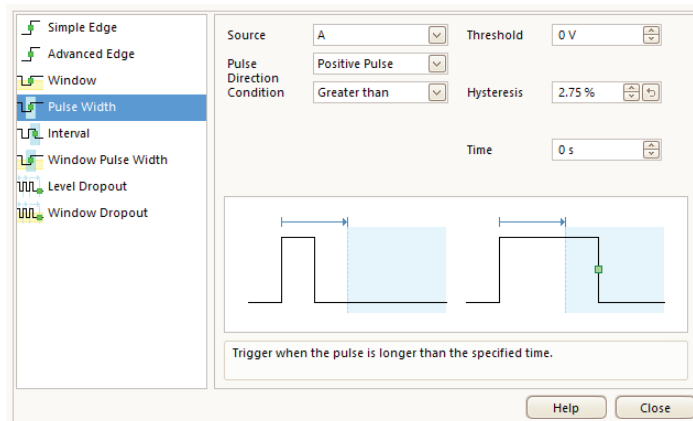 Simple Edge
Advanced Edge
Window
Pulse Width
Interval
Window Pulse Width
Level Dropout
Window Dropout
Source A Threshold 0 V
Pulse Direction Positive Pulse
Condition Greater than Hysteresis 2.75 %
Time 0 s
Trigger when the pulse is longer than the specified time.
Help Close